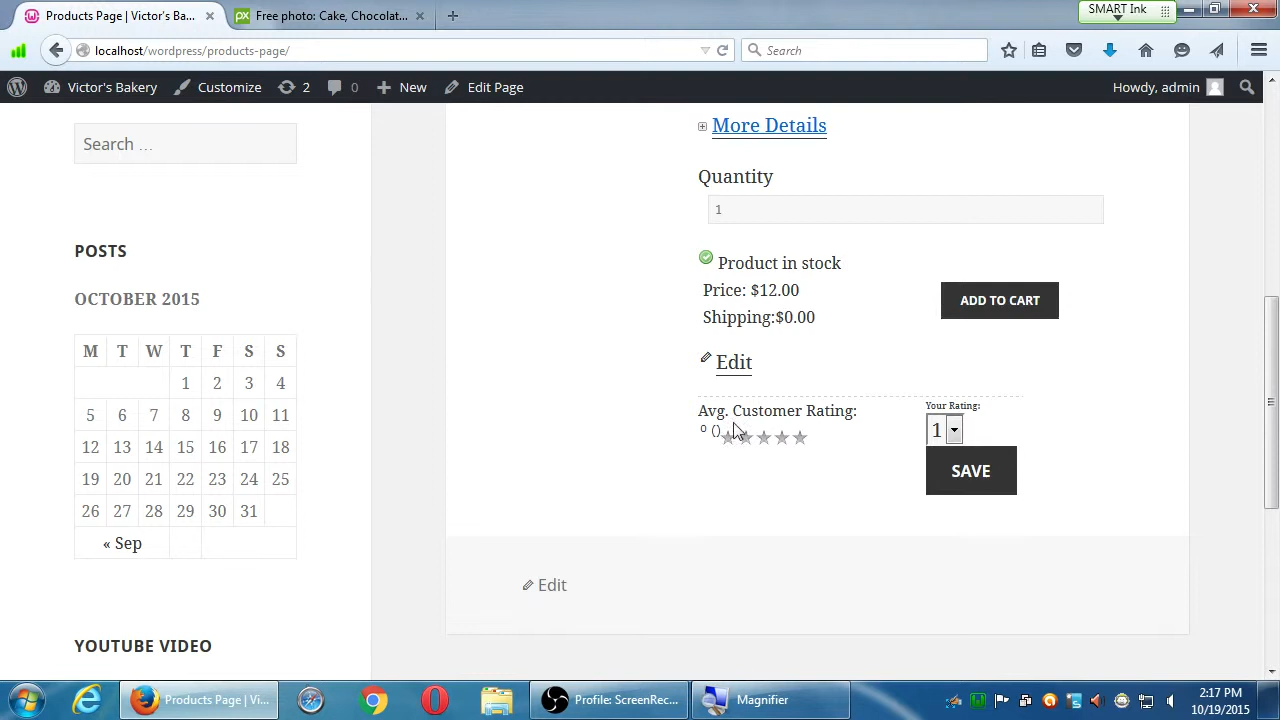 Products Page | Victor's Ba...
Free photo: Cake, Chocolat...
SMART Ink
localhost/wordpress/products-page/
Search
Victor's Bakery
Customize
2
0
New
Edit Page
Howdy, admin
Search …
POSTS
OCTOBER 2015
M T W T F S S
1 2 3 4
5 6 7 8 9 10 11
12 13 14 15 16 17 18
19 20 21 22 23 24 25
26 27 28 29 30 31
« Sep
YOUTUBE VIDEO
More Details
Quantity
1
Product in stock
Price: $12.00
Shipping:$0.00
ADD TO CART
Edit
Avg. Customer Rating:
0 ()
Your Rating:
1
SAVE
Edit
Products Page | Vi...
Profile: ScreenRec...
Magnifier
2:17 PM
10/19/2015